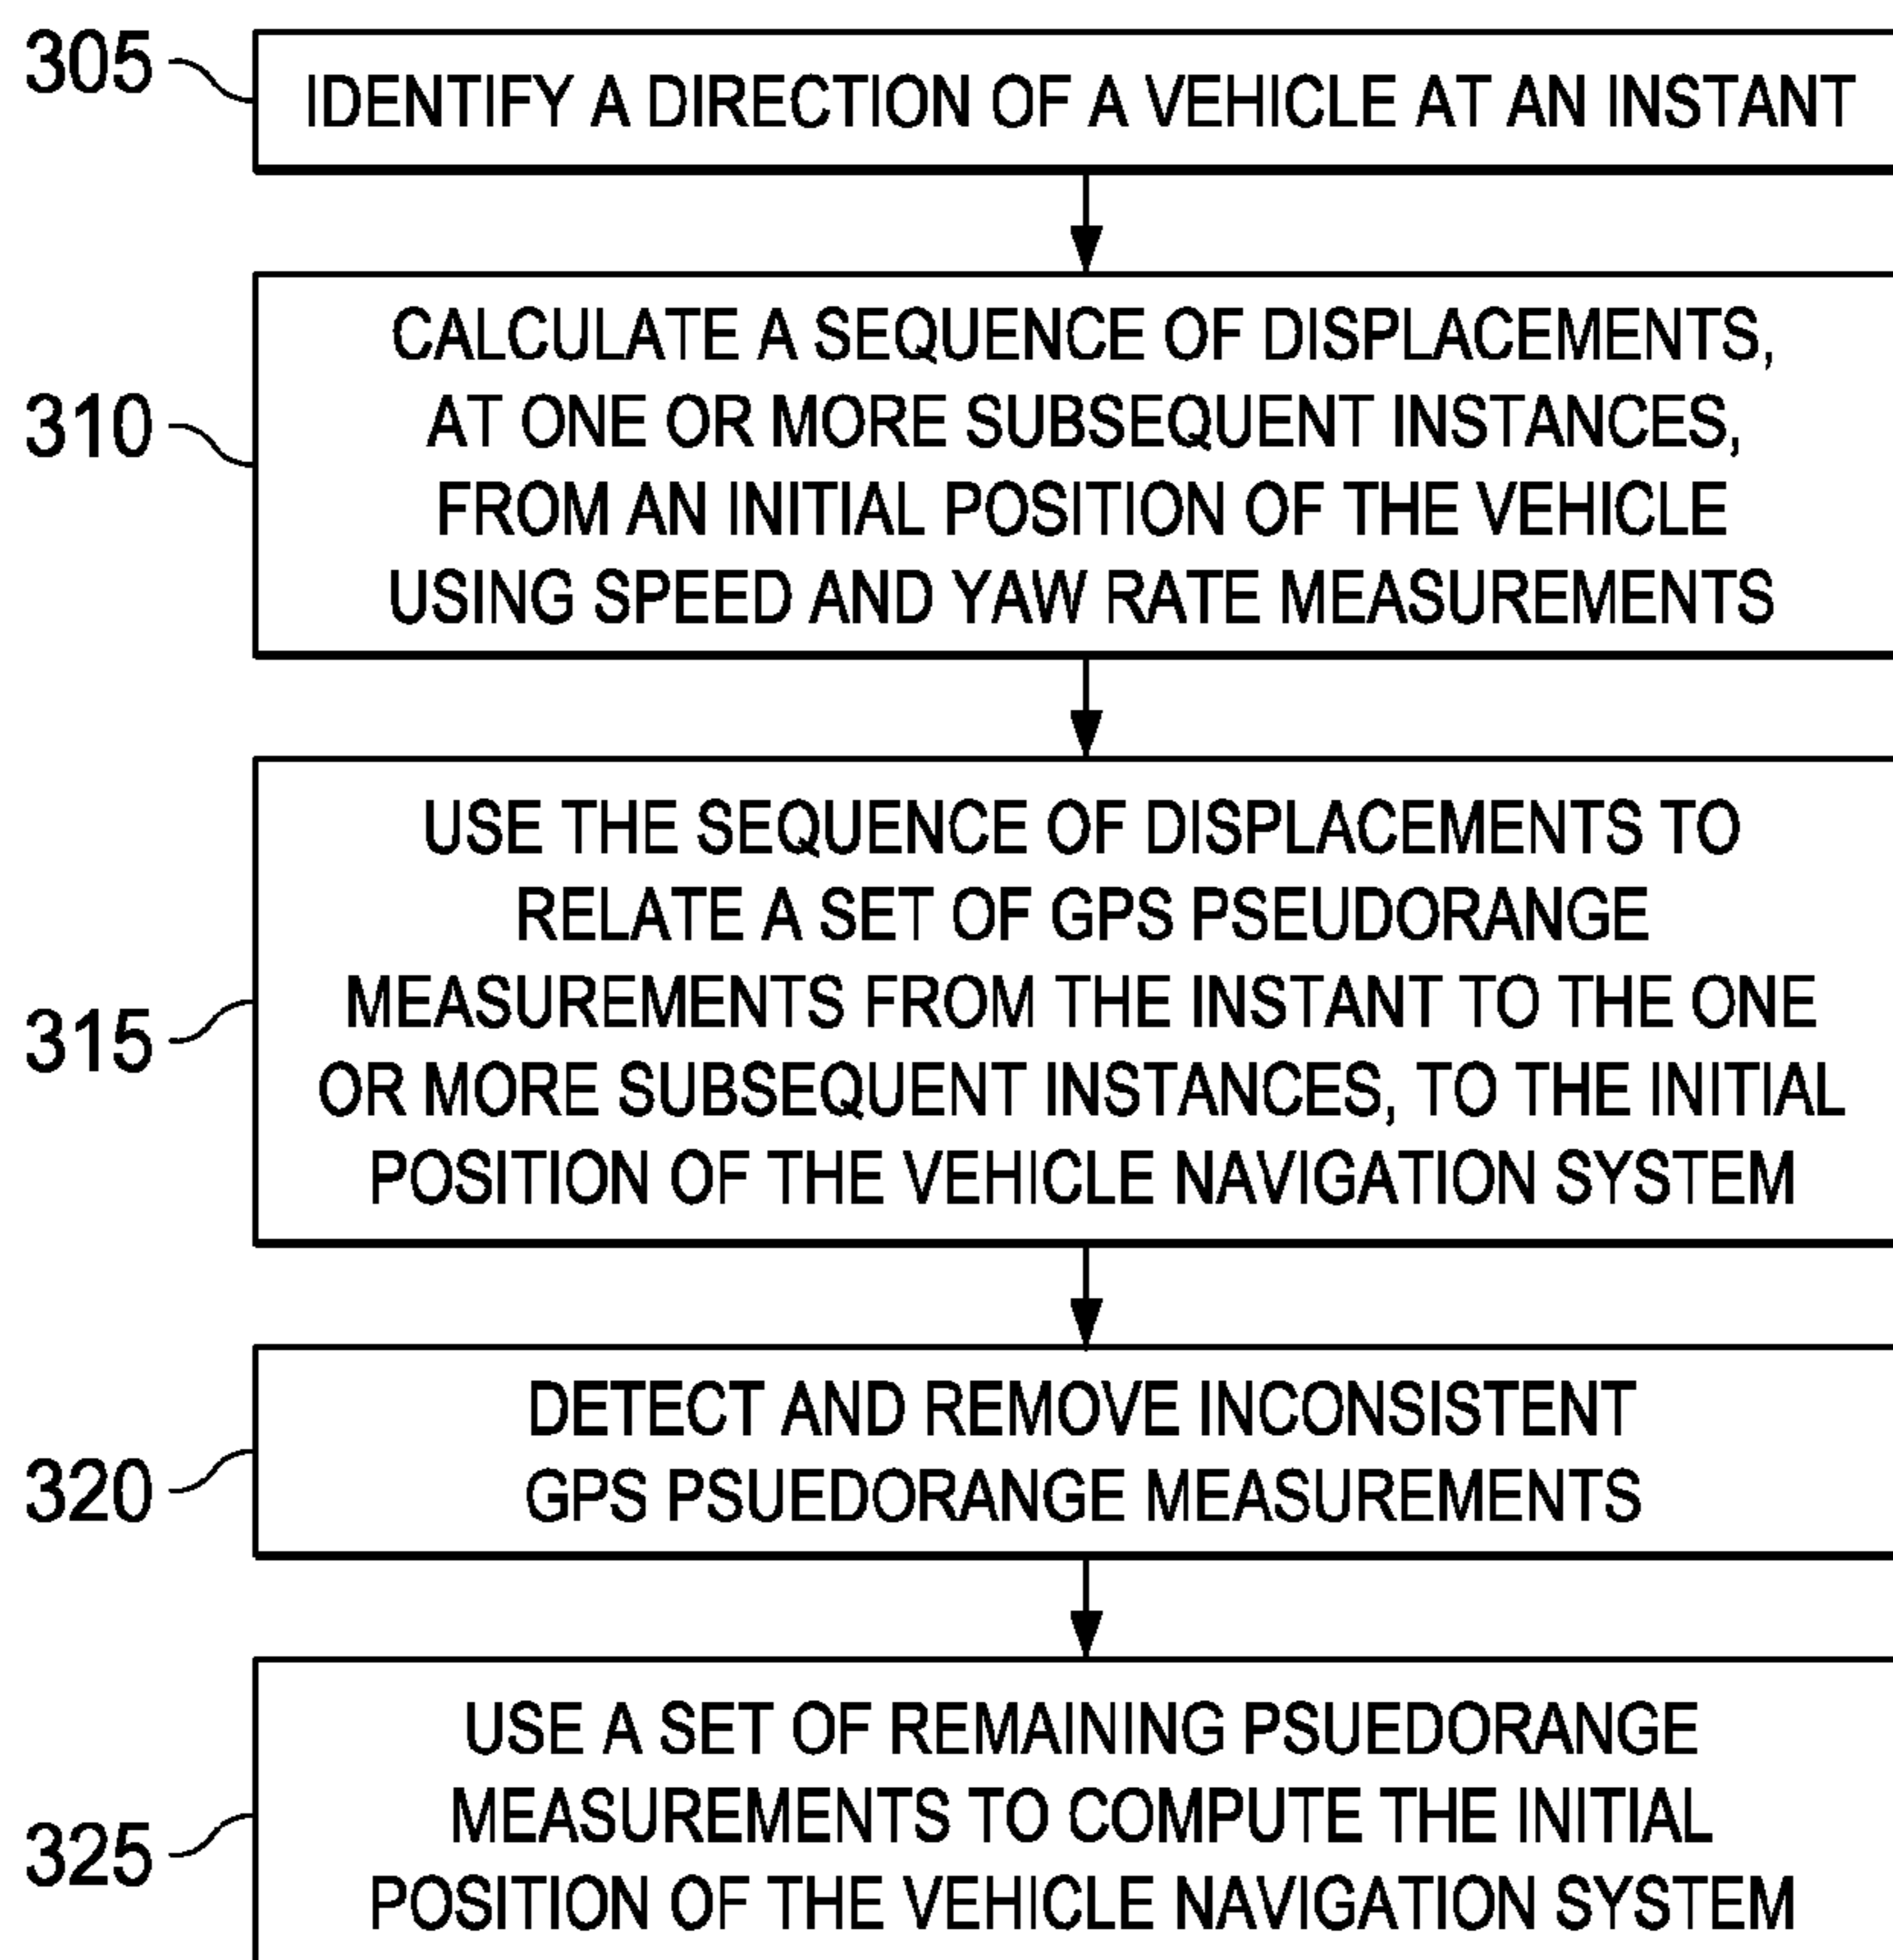 305
IDENTIFY A DIRECTION OF A VEHICLE AT AN INSTANT
310
CALCULATE A SEQUENCE OF DISPLACEMENTS,
AT ONE OR MORE SUBSEQUENT INSTANCES,
FROM AN INITIAL POSITION OF THE VEHICLE
USING SPEED AND YAW RATE MEASUREMENTS
315
USE THE SEQUENCE OF DISPLACEMENTS TO
RELATE A SET OF GPS PSEUDORANGE
MEASUREMENTS FROM THE INSTANT TO THE ONE
OR MORE SUBSEQUENT INSTANCES, TO THE INITIAL
POSITION OF THE VEHICLE NAVIGATION SYSTEM
320
DETECT AND REMOVE INCONSISTENT
GPS PSUEDORANGE MEASUREMENTS
325
USE A SET OF REMAINING PSUEDORANGE
MEASUREMENTS TO COMPUTE THE INITIAL
POSITION OF THE VEHICLE NAVIGATION SYSTEM